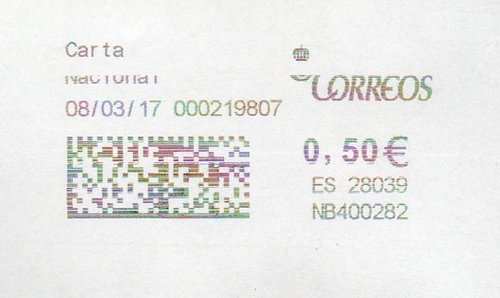 Carta
Nacional
CORREOS
08/03/17 000219807
0,50€
ES 28039
NB400282